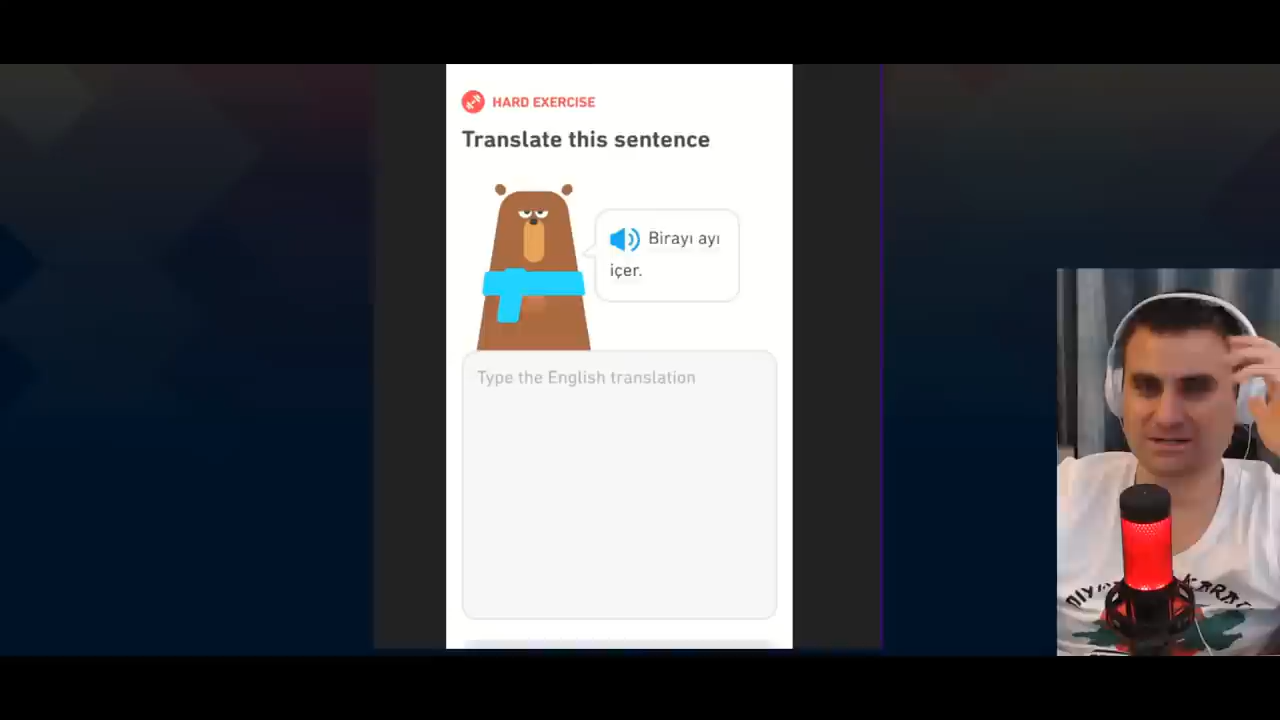 HARD EXERCISE
Translate this sentence
Birayı ayı
içer.
Type the English translation